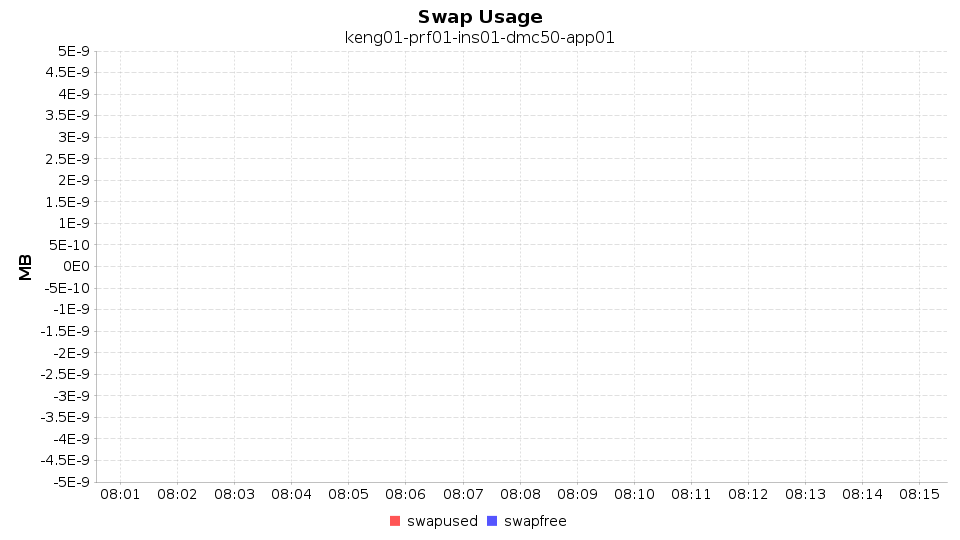 Swap Usage
keng01-prf01-ins01-dmc50-app01
5E-9
4.5E-9
4E-9
3.5E-9
3E-9
2.5E-9
2E-9
1.5E-9
1E-9
5E-10
0E0
-5E-10
-1E-9
-1.5E-9
-2E-9
-2.5E-9
-3E-9
-3.5E-9
-4E-9
-4.5E-9
-5E-9
MB
08:01 08:02 08:03 08:04 08:05 08:06 08:07 08:08 08:09 08:10 08:11 08:12 08:13 08:14 08:15
swapused swapfree